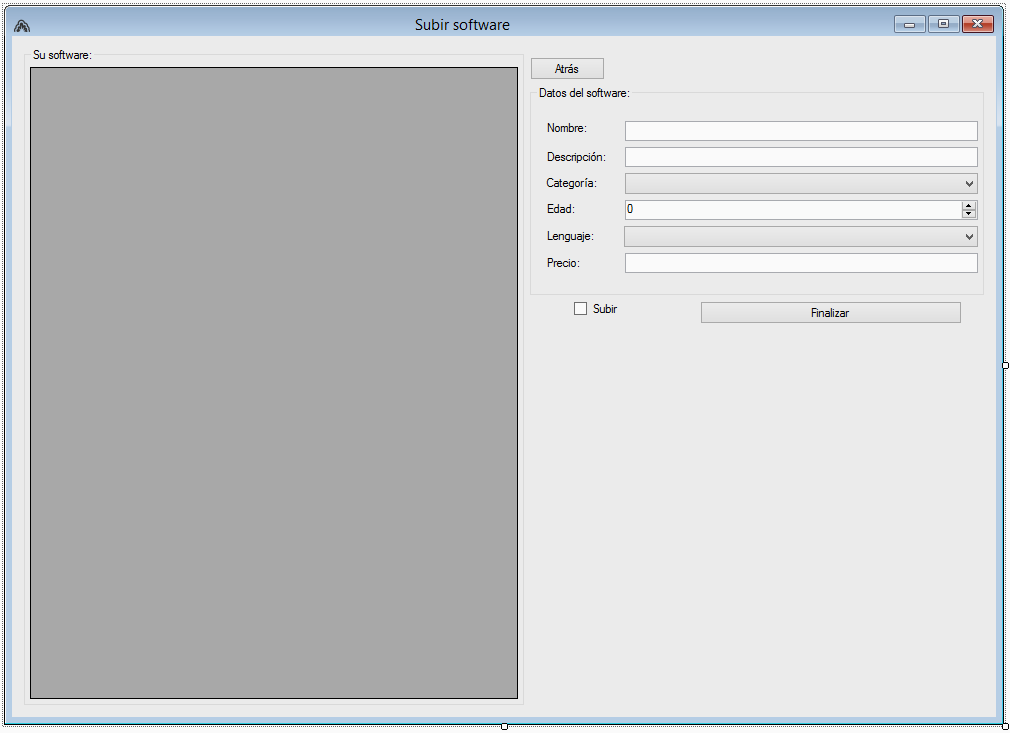 Subir software
Su software:
Atrás
Datos del software:
Nombre:
Descripción:
Categoría:
Edad:
0
Lenguaje:
Precio:
Subir
Finalizar